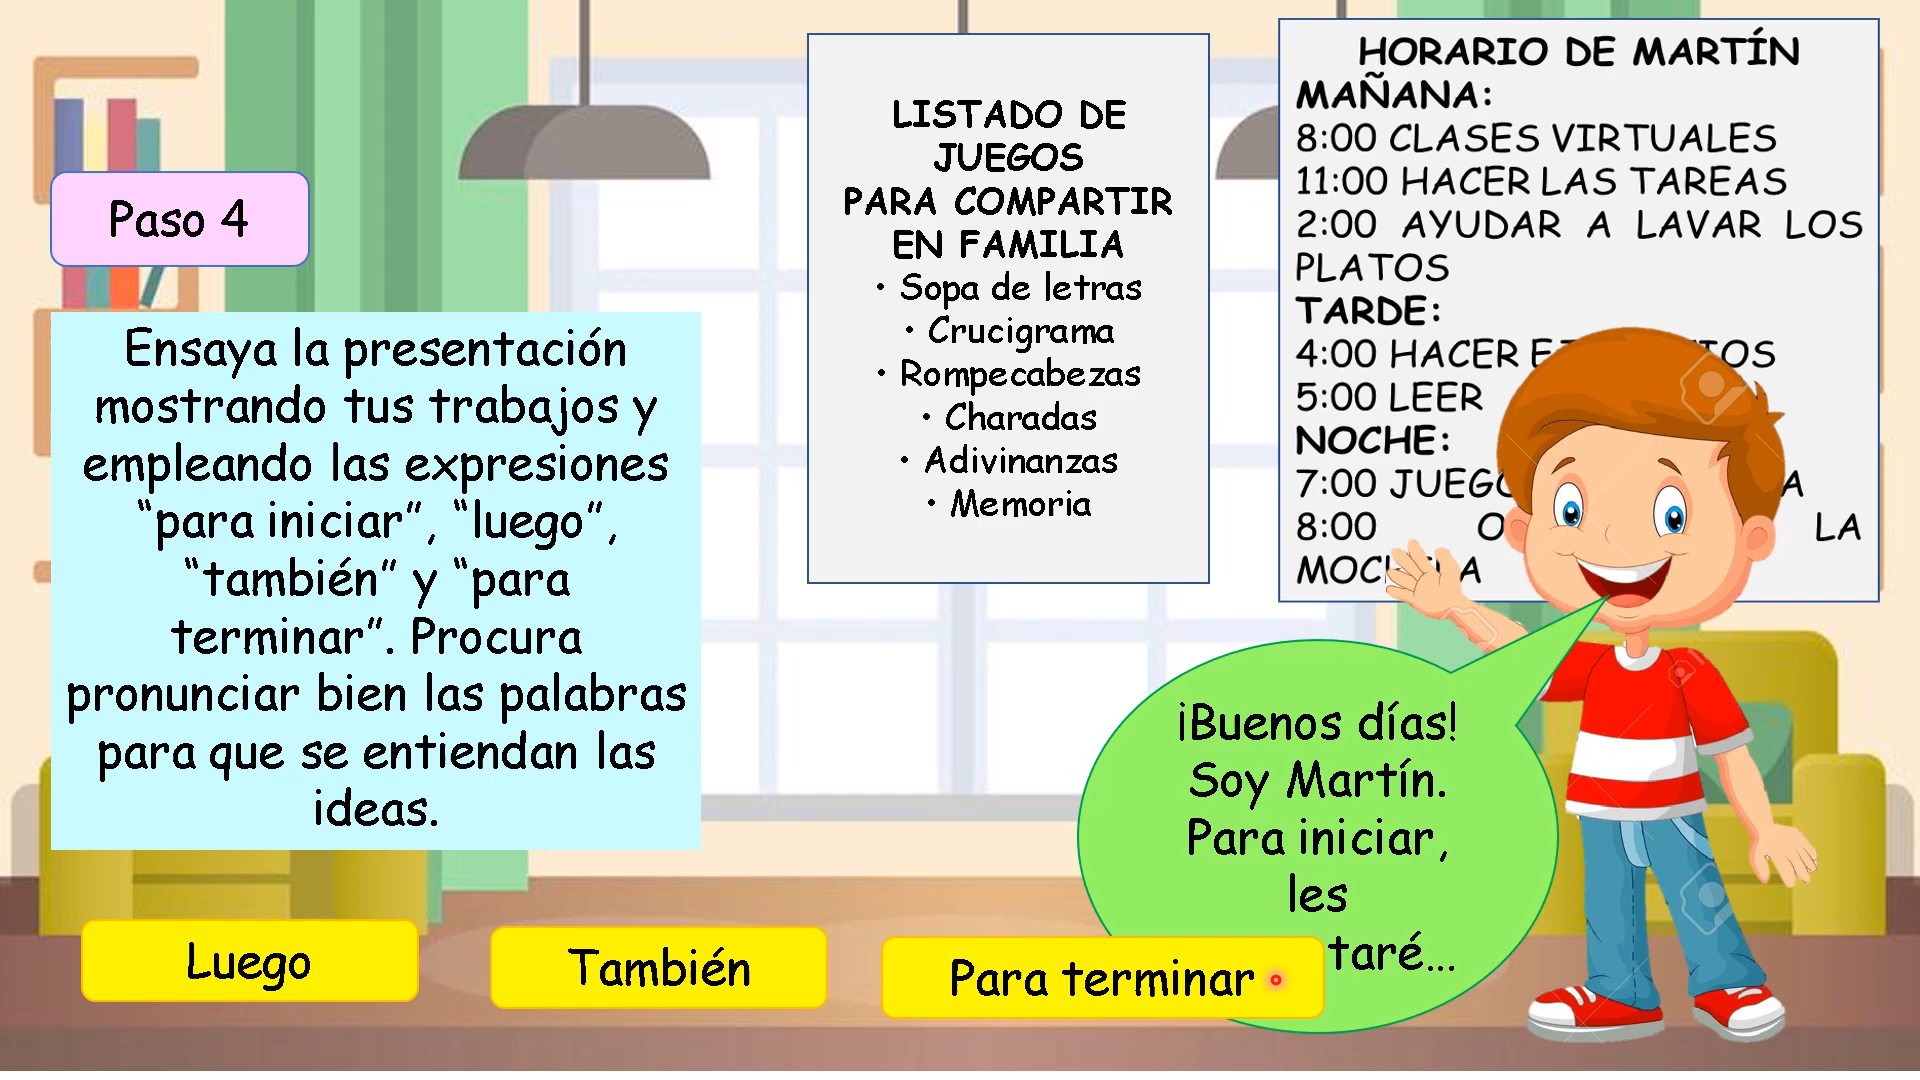 Paso 4
Ensaya la presentación
mostrando tus trabajos y
empleando las expresiones
“para iniciar”, “luego”,
“también” y “para
terminar”. Procura
pronunciar bien las palabras
para que se entiendan las
ideas.
LISTADO DE
JUEGOS
PARA COMPARTIR
EN FAMILIA
• Sopa de letras
• Crucigrama
• Rompecabezas
• Charadas
• Adivinanzas
• Memoria
HORARIO DE MARTÍN
MAÑANA:
8:00 CLASES VIRTUALES
11:00 HACER LAS TAREAS
2:00 AYUDAR A LAVAR LOS
PLATOS
TARDE:
4:00 HACER
5:00 LEER
NOCHE:
7:00
8:00 LA
¡Buenos días!
Soy Martín.
Para iniciar,
les
taré...
Luego
También
Para terminar